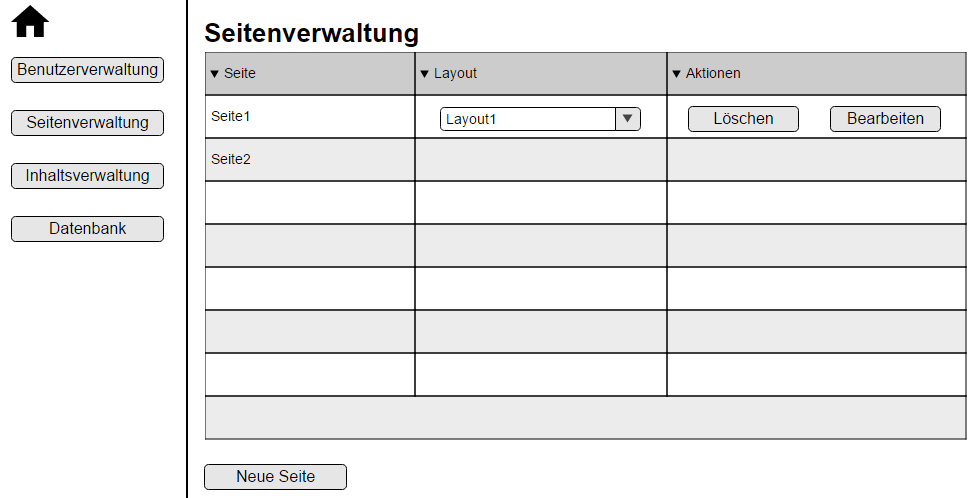 Seitenverwaltung
Benutzerverwaltung
Seitenverwaltung
Inhaltsverwaltung
Datenbank
Seite Layout Aktionen
Seite1 Layout1 Löschen Bearbeiten
Seite2
Neue Seite